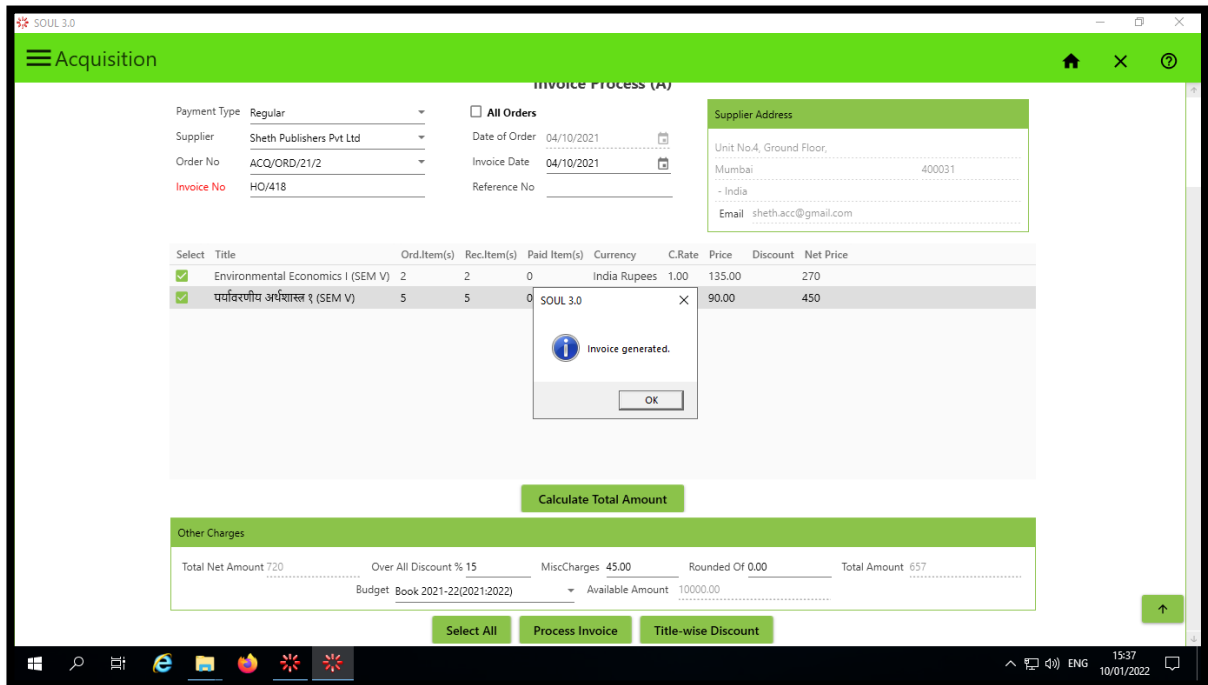 SOUL 3.0
Acquisition
Invoice Process (A)
Payment Type Regular
All Orders
Supplier Sheth Publishers Pvt Ltd
Date of Order 04/10/2021
Order No ACQ/ORD/21/2
Invoice Date 04/10/2021
Invoice No HO/418
Reference No
Supplier Address
Unit No.4, Ground Floor,
Mumbai 400031
- India
Email sheth.acc@gmail.com
Select Title Ord.Item(s) Rec.Item(s) Paid Item(s) Currency C.Rate Price Discount Net Price
Environmental Economics I (SEM V) 2 2 0 India Rupees 1.00 135.00 270
पर्यावरणीय अर्थशास्त्र १ (SEM V) 5 5 0 90.00 450
SOUL 3.0
Invoice generated.
OK
Calculate Total Amount
Other Charges
Total Net Amount 720 Over All Discount % 15 MiscCharges 45.00 Rounded Of 0.00 Total Amount 657
Budget Book 2021-22(2021:2022) Available Amount 10000.00
Select All Process Invoice Title-wise Discount
ENG 15:37
10/01/2022